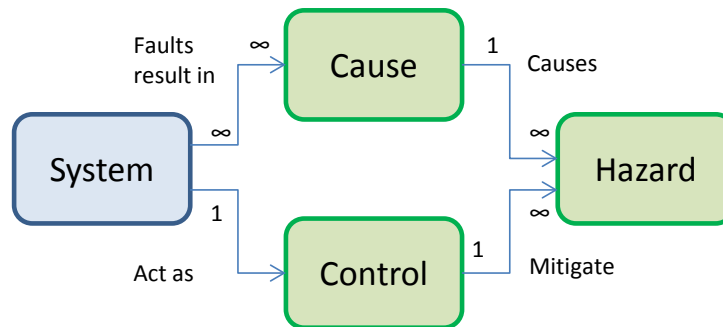 Faults
result in
∞
∞
Cause
1
Causes
∞
System
Hazard
1
Act as
Control
1
∞
Mitigate